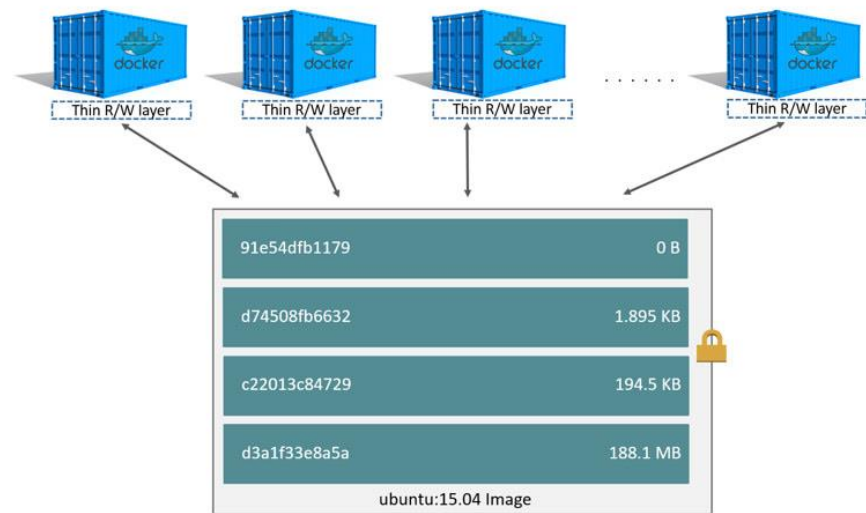 docker
docker
docker
. . . . . .
docker
Thin R/W layer
Thin R/W layer
Thin R/W layer
Thin R/W layer
91e54dfb1179 0 B
d74508fb6632 1.895 KB
c22013c84729 194.5 KB
d3a1f33e8a5a 188.1 MB
ubuntu:15.04 Image